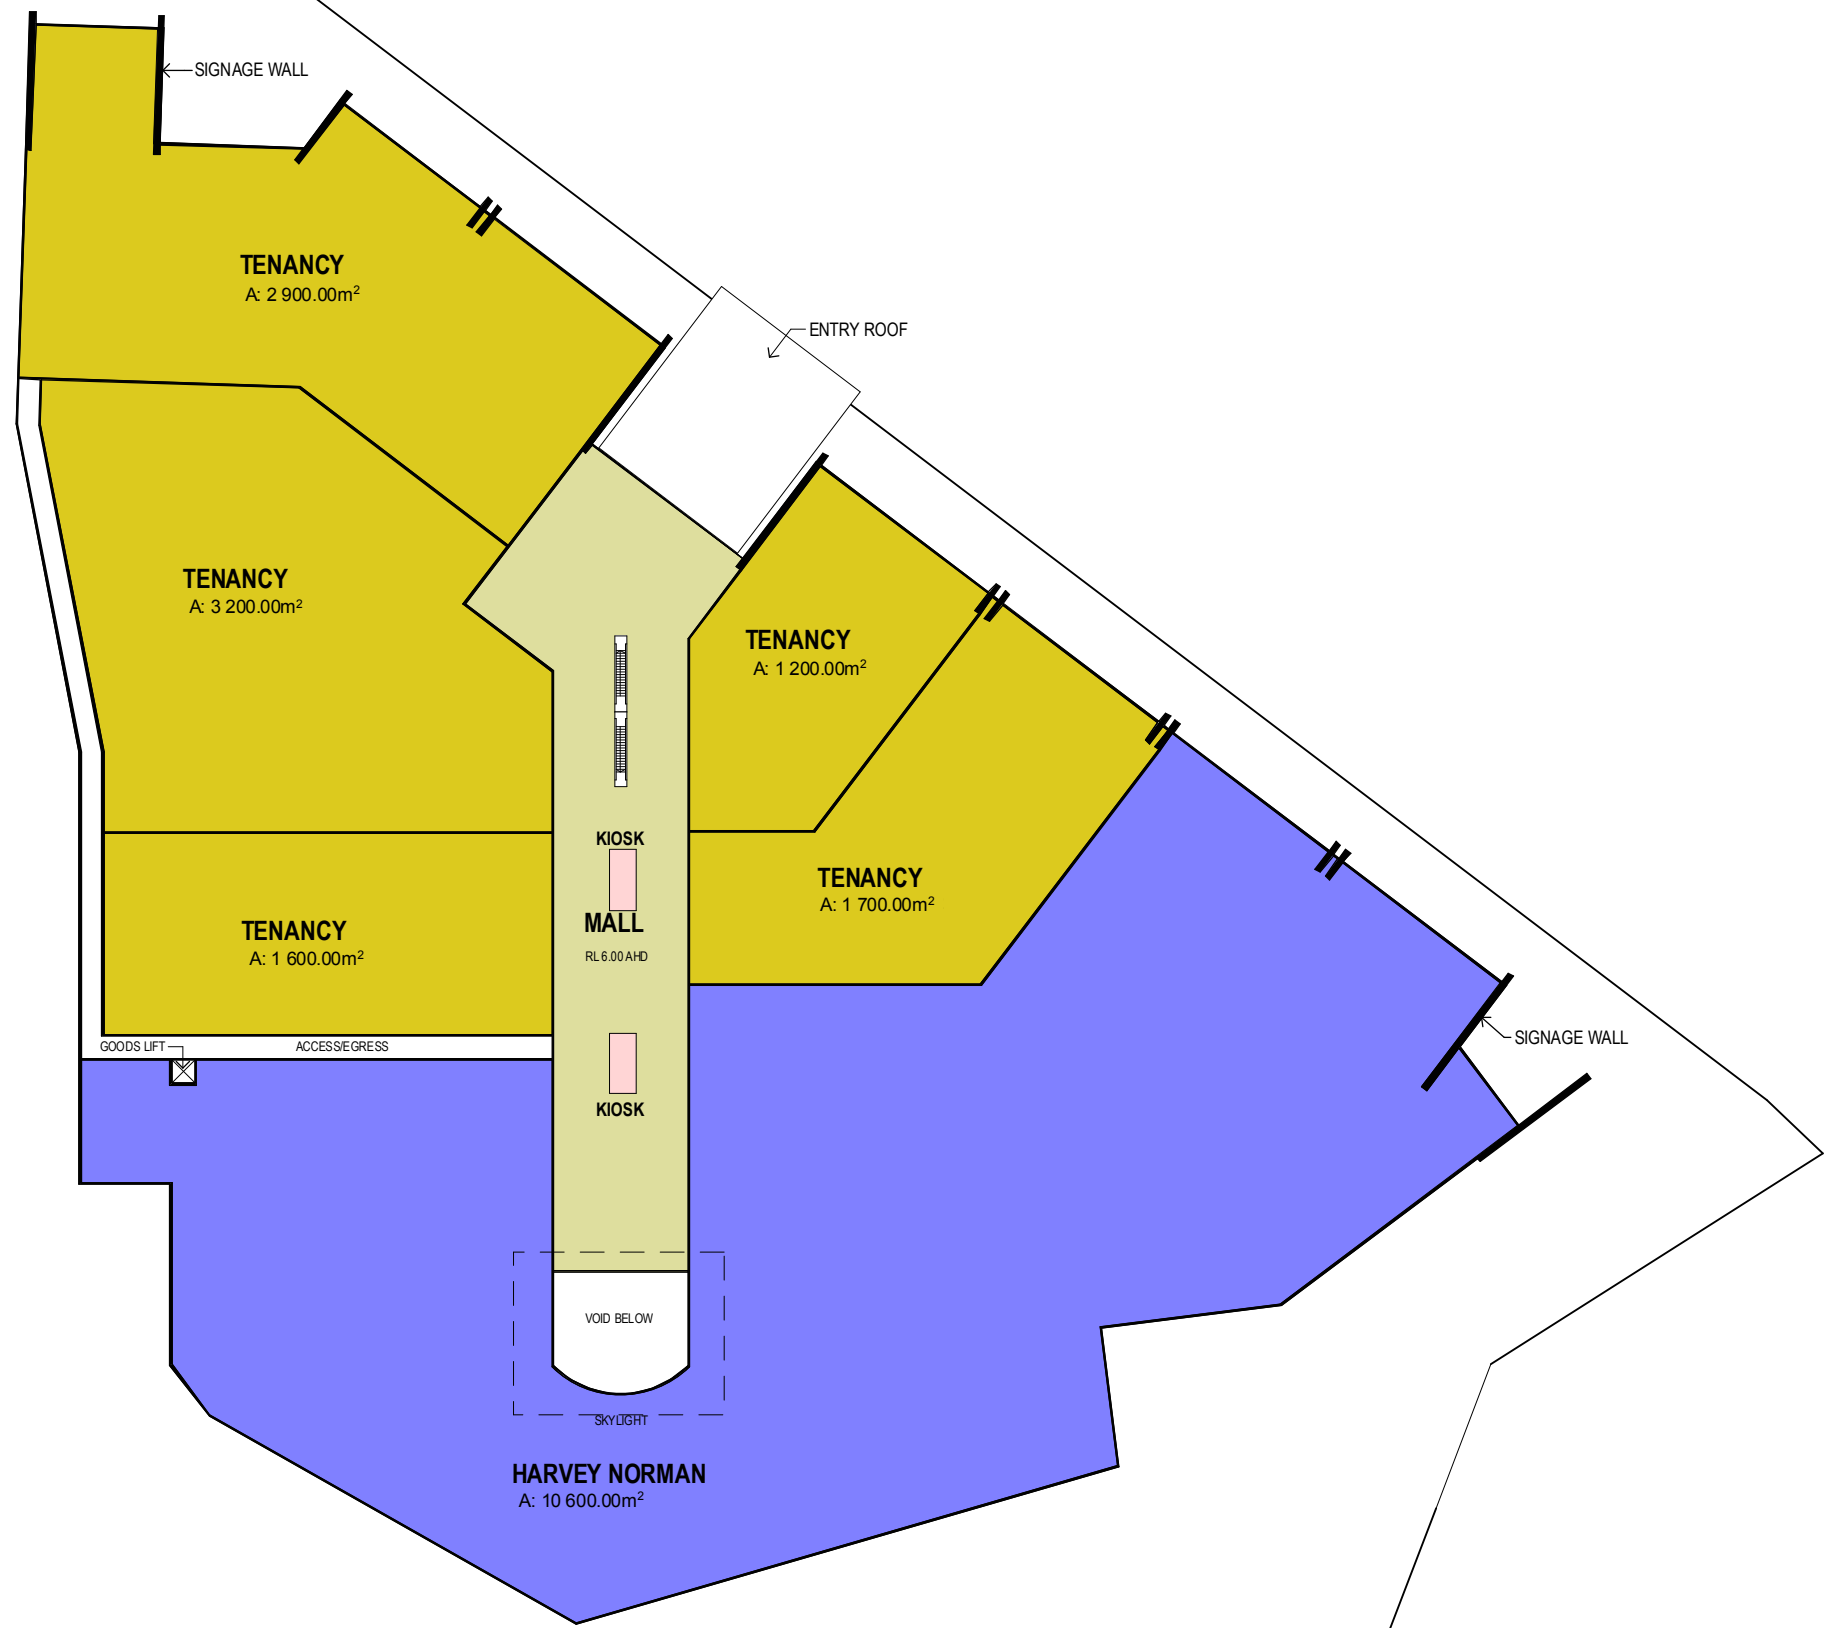 SIGNAGE WALL
TENANCY
A: 2 900.00m²
ENTRY ROOF
TENANCY
A: 3 200.00m²
TENANCY
A: 1 200.00m²
KIOSK
TENANCY
A: 1 700.00m²
MALL
RL 6.00 AHD
TENANCY
A: 1 600.00m²
GOODS LIFT
ACCESS/EGRESS
SIGNAGE WALL
KIOSK
VOID BELOW
SKYLIGHT
HARVEY NORMAN
A: 10 600.00m²